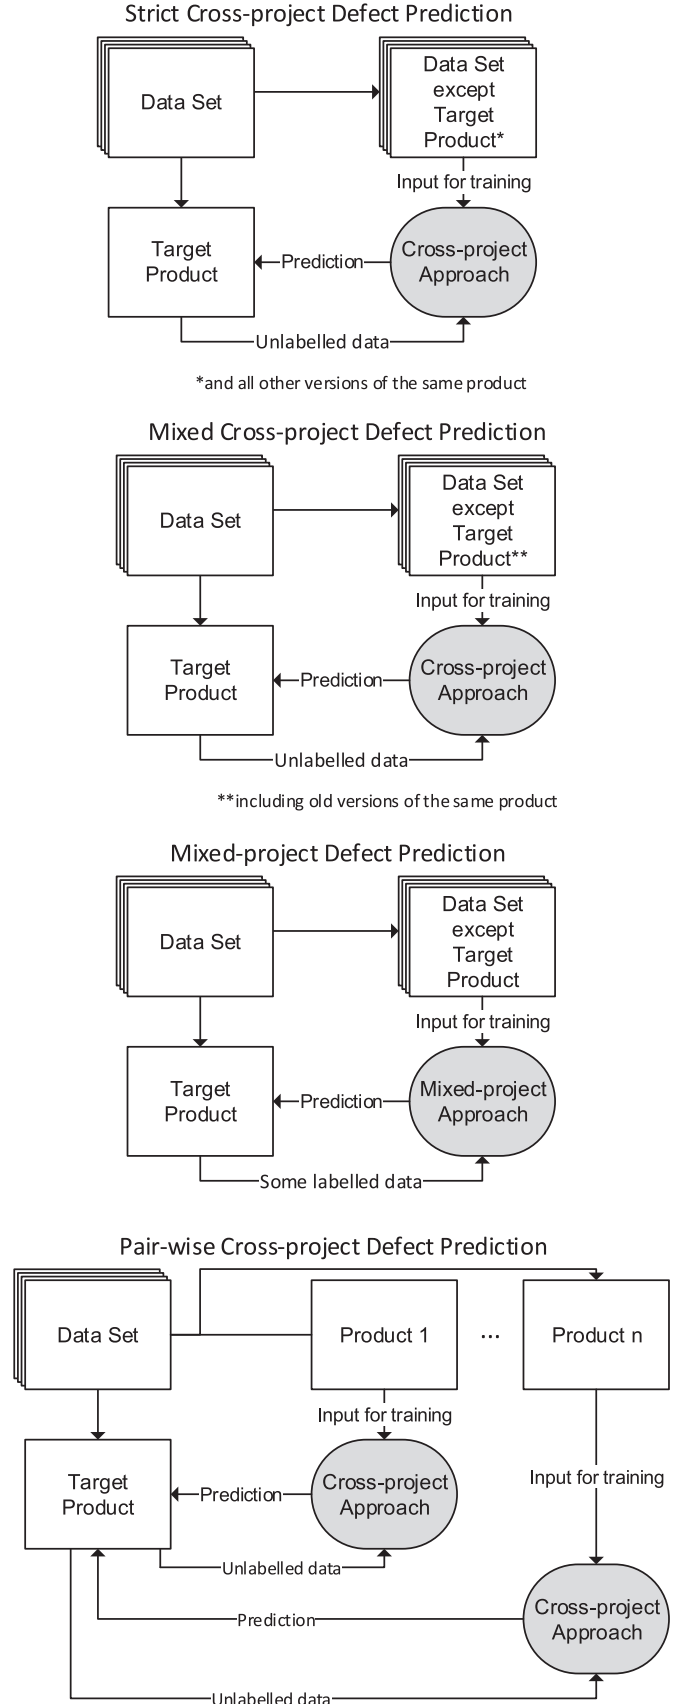 Strict Cross-project Defect Prediction
Data Set
Data Set
except
Target
Product*
Input for training
Target
Product
Prediction
Cross-project
Approach
Unlabelled data
*and all other versions of the same product
Mixed Cross-project Defect Prediction
Data Set
Data Set
except
Target
Product**
Input for training
Target
Product
Prediction
Cross-project
Approach
Unlabelled data
**including old versions of the same product
Mixed-project Defect Prediction
Data Set
Data Set
except
Target
Product
Input for training
Target
Product
Prediction
Mixed-project
Approach
Some labelled data
Pair-wise Cross-project Defect Prediction
Data Set
Product 1
...
Product n
Input for training
Target
Product
Prediction
Cross-project
Approach
Input for training
Unlabelled data
Prediction
Cross-project
Approach
Unlabelled data